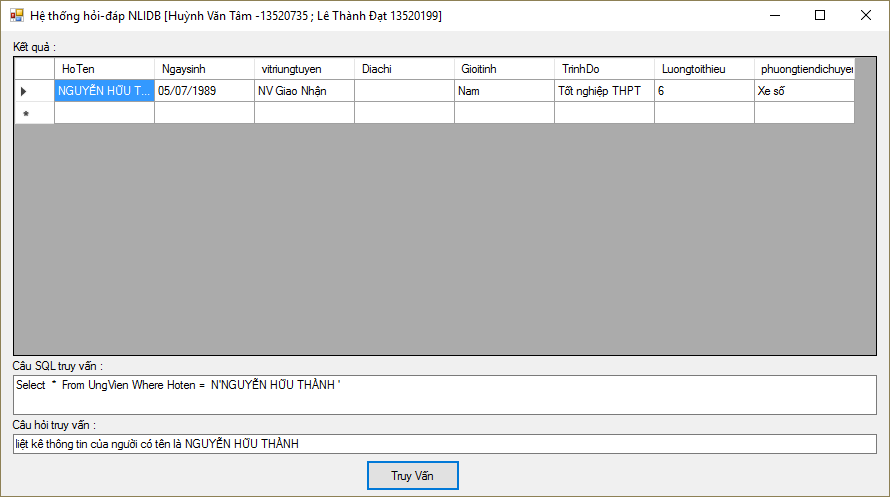 Hệ thống hỏi-đáp NLIDB [Huỳnh Văn Tâm -13520735 ; Lê Thành Đạt 13520199]
Kết quả :
HoTen Ngaysinh vitriungtuyen Diachi Gioitinh TrinhDo Luongtoithieu phuongtiendichuyen
NGUYỄN HỮU T... 05/07/1989 NV Giao Nhận Nam Tốt nghiệp THPT 6 Xe số
Câu SQL truy vấn :
Select * From UngVien Where Hoten = N'NGUYỄN HỮU THÀNH '
Câu hỏi truy vấn :
liệt kê thông tin của người có tên là NGUYỄN HỮU THÀNH
Truy Vấn